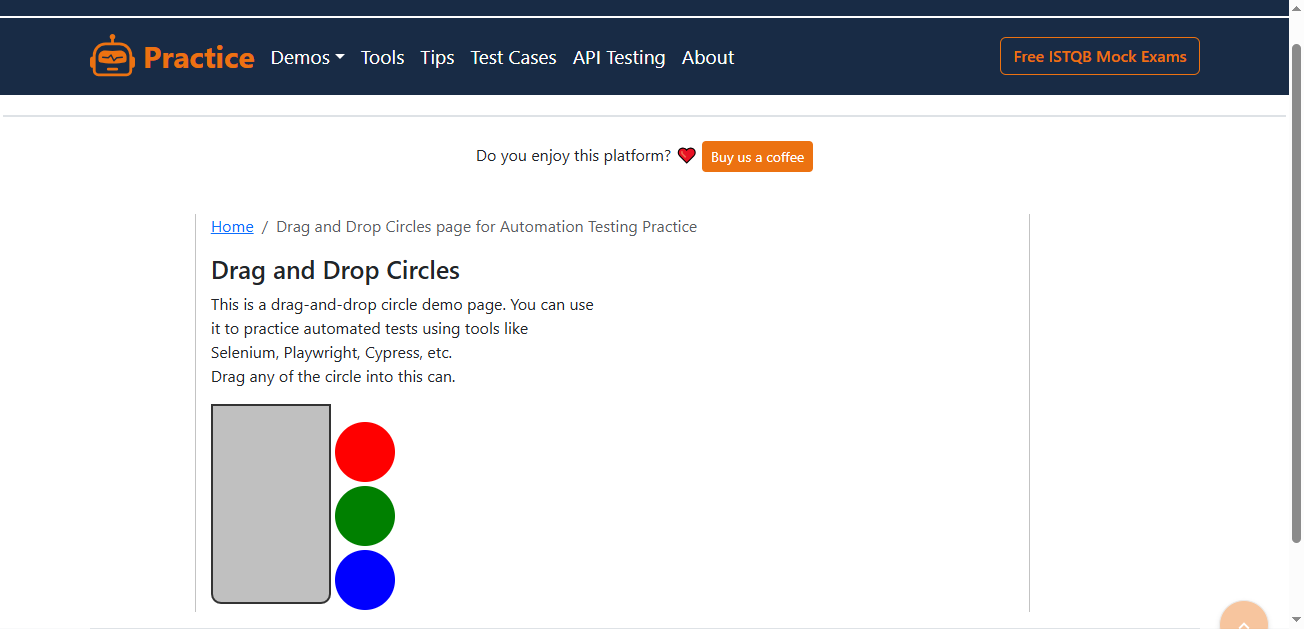 Practice Demos Tools Tips Test Cases API Testing About Free ISTQB Mock Exams
Do you enjoy this platform? Buy us a coffee
Home / Drag and Drop Circles page for Automation Testing Practice
Drag and Drop Circles
This is a drag-and-drop circle demo page. You can use
it to practice automated tests using tools like
Selenium, Playwright, Cypress, etc.
Drag any of the circle into this can.